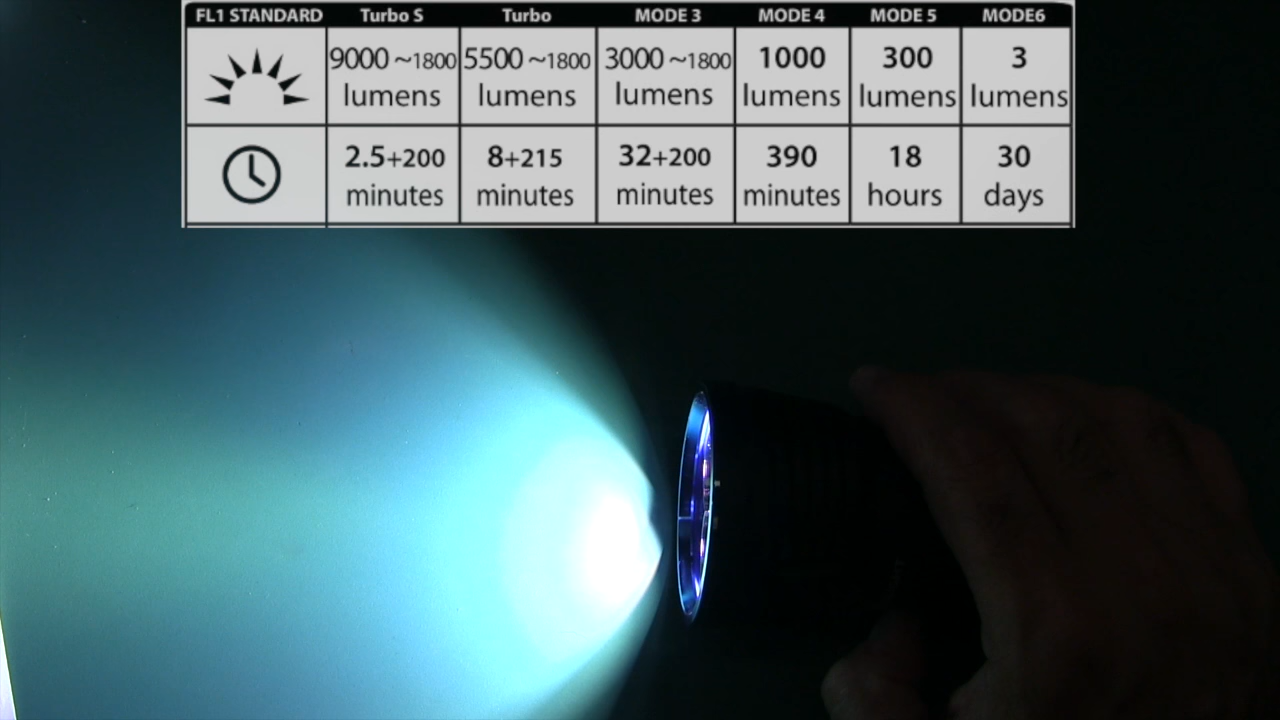 FL1 STANDARD Turbo S Turbo MODE 3 MODE 4 MODE 5 MODE6
9000 ~1800 5500 ~1800 3000 ~1800 1000 300 3
lumens lumens lumens lumens lumens lumens
2.5+200 8+215 32+200 390 18 30
minutes minutes minutes minutes hours days